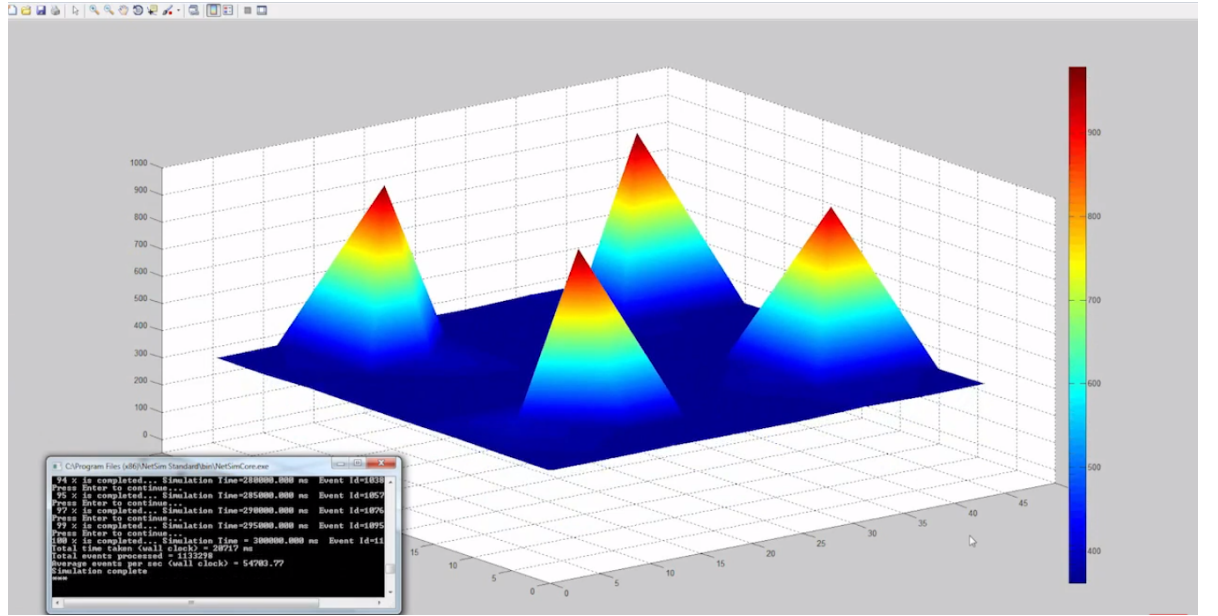 1000
900
800
700
600
500
400
300
200
100
0
900
800
700
600
500
400
15
10
5
0
0
5
10
15
20
25
30
35
40
45
C:\Program Files (x86)\NetSim Standard\bin\NetSimCore.exe
94 % is completed... Simulation Time=280000.000 ms Event Id=1038
Press Enter to continue...
95 % is completed... Simulation Time=285000.000 ms Event Id=1057
Press Enter to continue...
97 % is completed... Simulation Time=290000.000 ms Event Id=1076
Press Enter to continue...
99 % is completed... Simulation Time=295000.000 ms Event Id=1095
Press Enter to continue...
100 % is completed... Simulation Time = 300000.000 ms Event Id=11
Total time taken (wall clock) = 20717 ms
Total events processed = 1133298
Average events per sec (wall clock) = 54703.77
Simulation complete
***